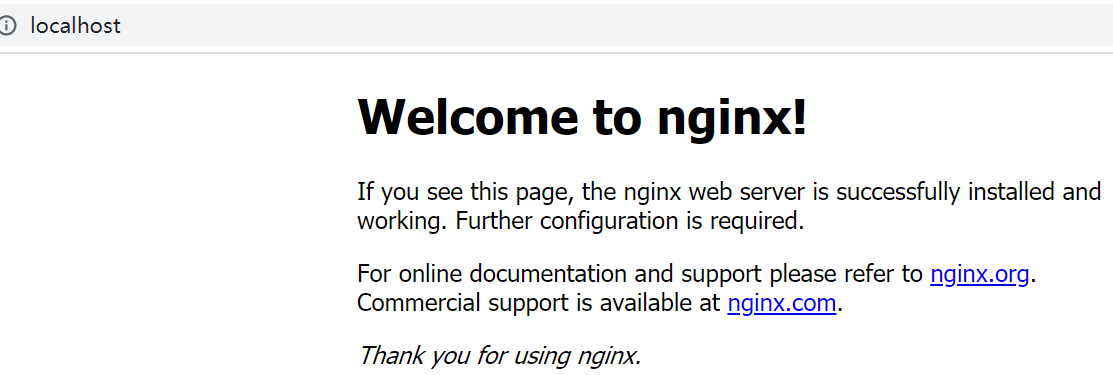 localhost
Welcome to nginx!
If you see this page, the nginx web server is successfully installed and
working. Further configuration is required.
For online documentation and support please refer to nginx.org.
Commercial support is available at nginx.com.
Thank you for using nginx.